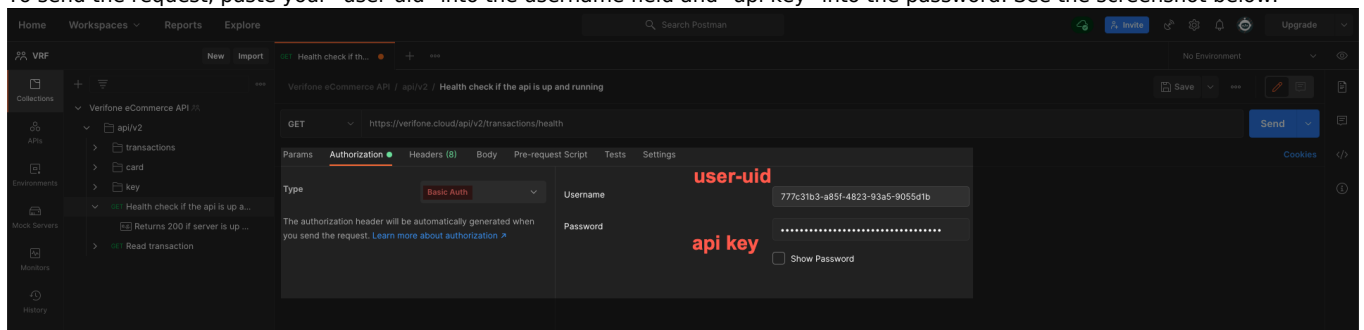 To send the request, paste your "user-uid" into the username field and "api key" into the password. See the screenshot below.
Home Workspaces Reports Explore Search Postman Invite Upgrade
VRF New Import GET Health check if th... No Environment
Collections
Verifone eCommerce API / api/v2 / Health check if the api is up and running Save
Verifone eCommerce API
APIs
api/v2
GET https://verifone.cloud/api/v2/transactions/health Send
transactions
Params Authorization Headers (8) Body Pre-request Script Tests Settings Cookies
card
Environments
key
Type Basic Auth
user-uid
Username 777c31b3-a85f-4823-93a5-9055d1b
GET Health check if the api is up a...
Mock Servers
Returns 200 if server is up ...
The authorization header will be automatically generated when
you send the request. Learn more about authorization ↗
Password ••••••••••••••••••••••••••••••••••
GET Read transaction
api key
Monitors
Show Password
History